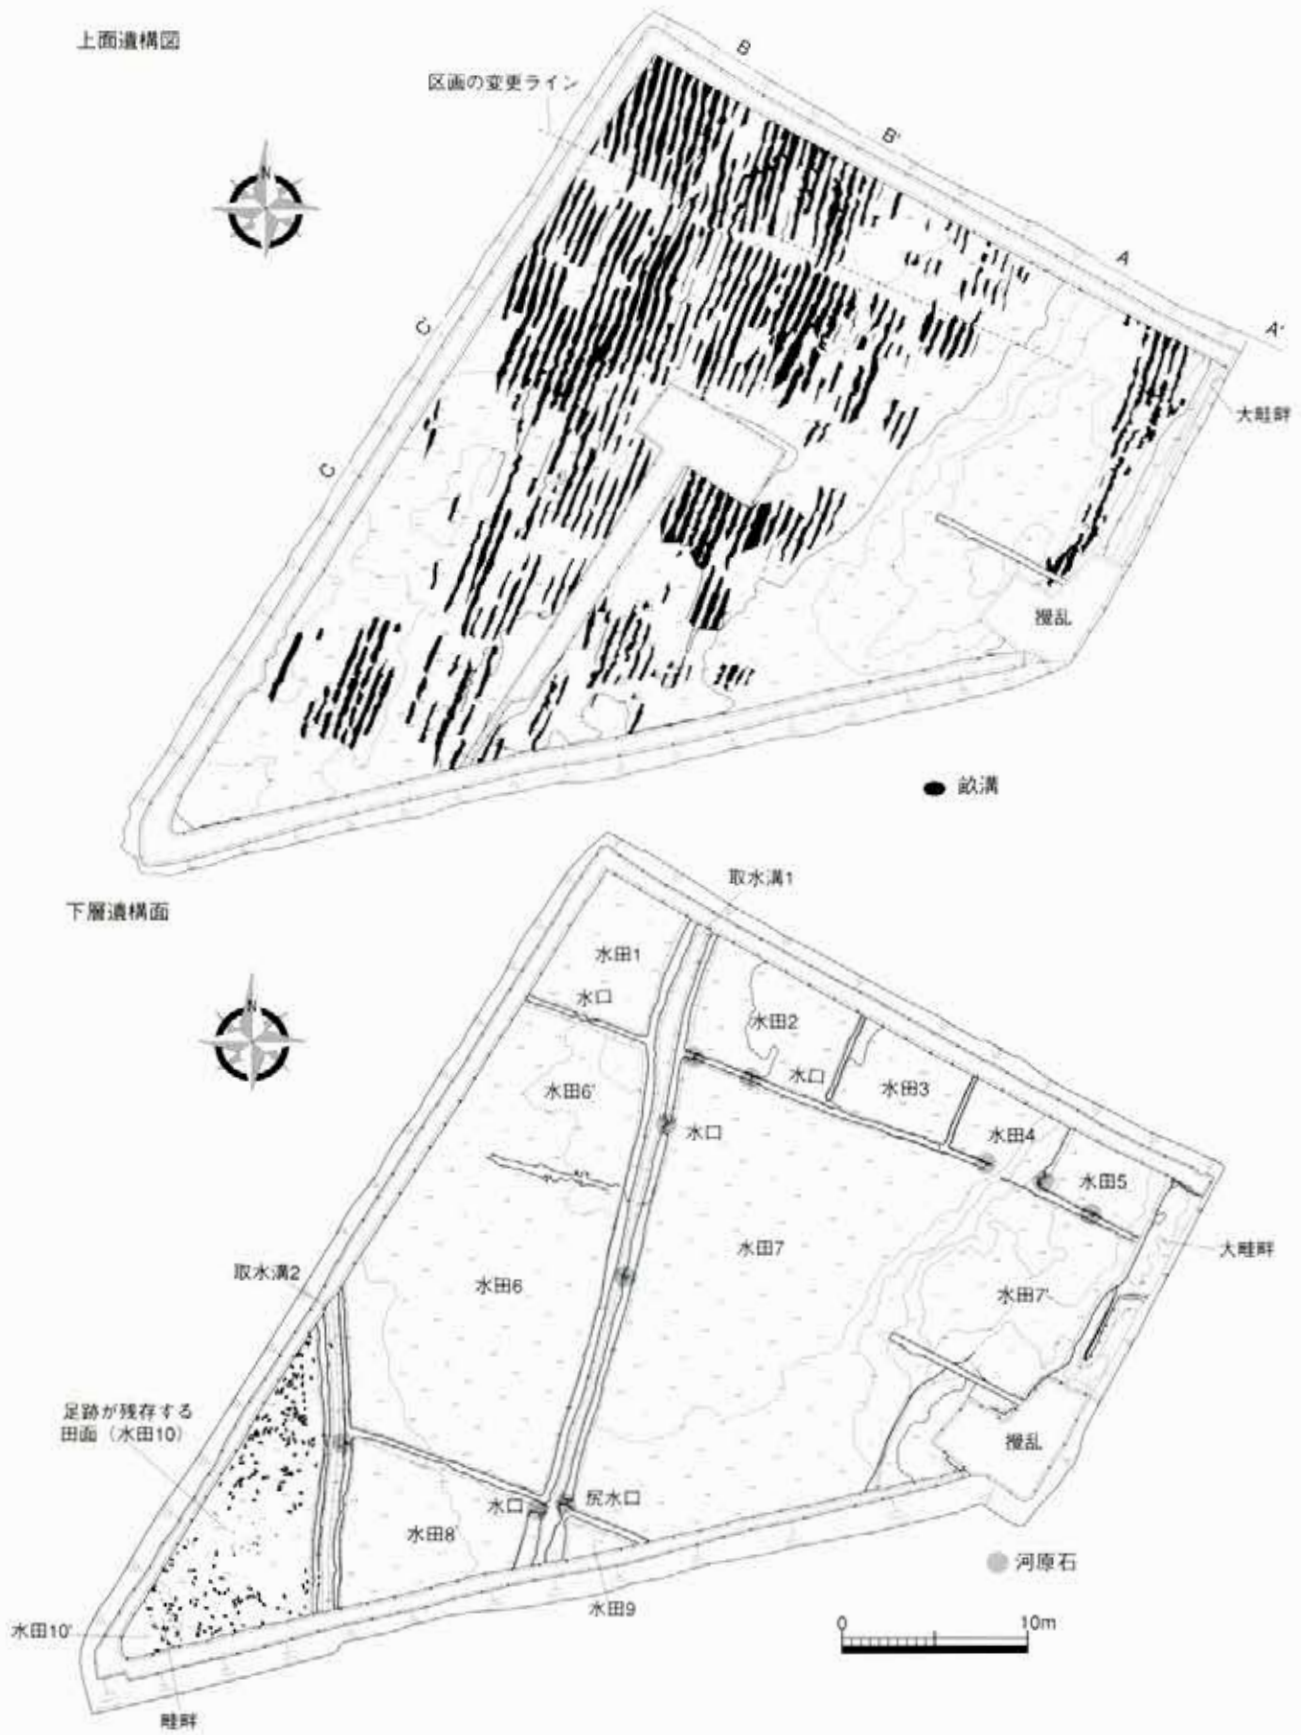 上面遺構図
区画の変更ライン
B
B'
A
A'
N
C'
C
大畦畔
攪乱
畝溝
下層遺構面
取水溝1
N
水田1
水口
水田2
水口
水田3
水田6'
水口
水田4
水田5
大畦畔
水田7
取水溝2
水田6
水田7'
足跡が残存する
田面（水田10）
攪乱
水口
尻水口
水田8
河原石
水田9
水田10'
0
10m
畦畔